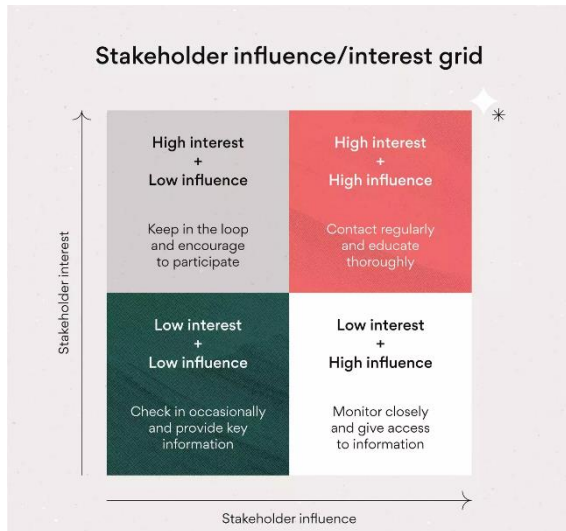 Stakeholder influence/interest grid
Stakeholder interest
High interest
+
Low influence
Keep in the loop
and encourage
to participate
High interest
+
High influence
Contact regularly
and educate
thoroughly
Low interest
+
Low influence
Check in occasionally
and provide key
information
Low interest
+
High influence
Monitor closely
and give access
to information
Stakeholder influence